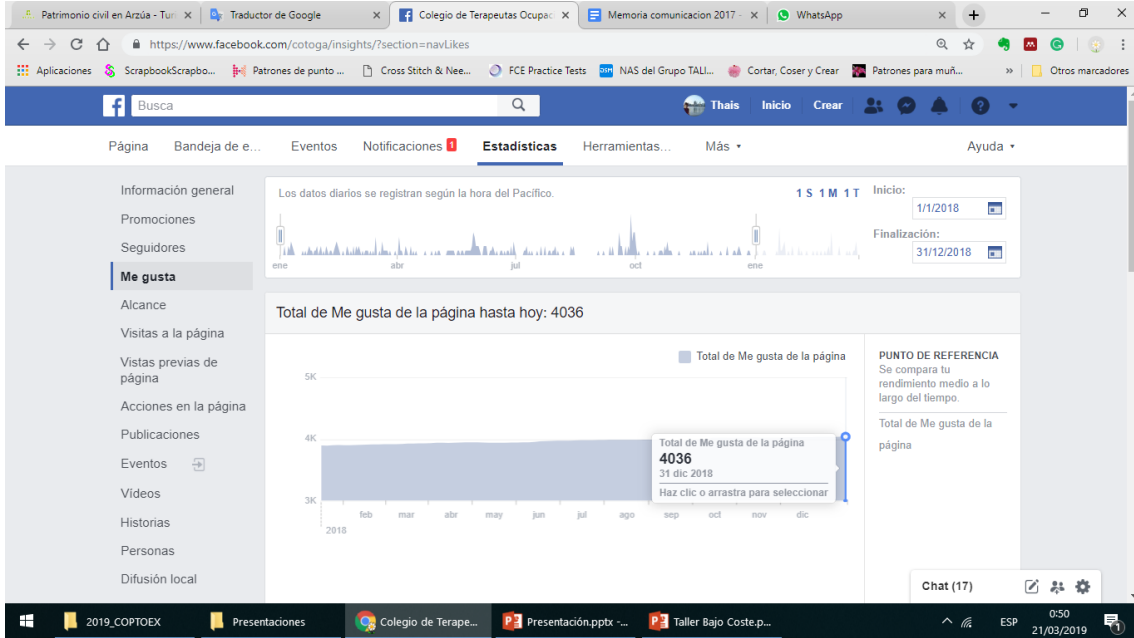 Patrimonio civil en Arzúa - Tur
Traductor de Google
Colegio de Terapeutas Ocupac
Memoria comunicacion 2017 -
WhatsApp
https://www.facebook.com/cotoga/insights/?section=navLikes
Aplicaciones
ScrapbookScrapbo...
Patrones de punto ...
Cross Stitch & Nee...
FCE Practice Tests
NAS del Grupo TALI...
Cortar, Coser y Crear
Patrones para muñ...
»
Otros marcadores
Busca
Thais
Inicio
Crear
Página
Bandeja de e...
Eventos
Notificaciones 1
Estadísticas
Herramientas...
Más
Ayuda
Información general
Promociones
Seguidores
Me gusta
Alcance
Visitas a la página
Vistas previas de
página
Acciones en la página
Publicaciones
Eventos
Vídeos
Historias
Personas
Difusión local
Los datos diarios se registran según la hora del Pacífico.
1 S 1 M 1 T
Inicio:
1/1/2018
Finalización:
31/12/2018
ene abr jul oct ene
Total de Me gusta de la página hasta hoy: 4036
Total de Me gusta de la página
5K
4K
3K
Total de Me gusta de la página
4036
31 dic 2018
Haz clic o arrastra para seleccionar
feb mar abr may jun jul ago sep oct nov dic
2018
PUNTO DE REFERENCIA
Se compara tu
rendimiento medio a lo
largo del tiempo.
Total de Me gusta de la
página
Chat (17)
2019_COPTOEX
Presentaciones
Colegio de Terape...
Presentación.pptx -...
Taller Bajo Coste.p...
ESP
0:50
21/03/2019
1